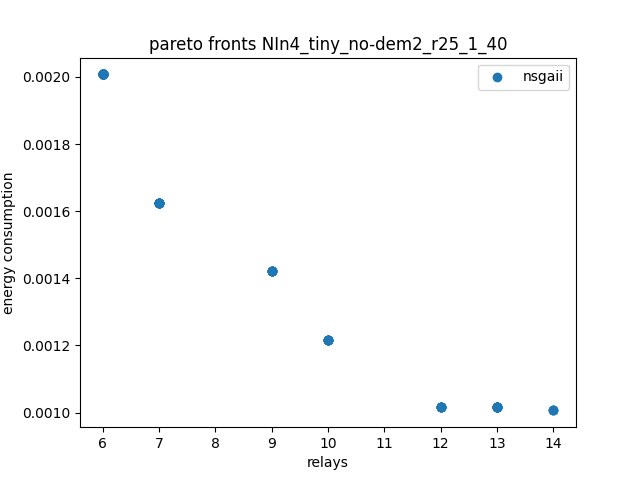 pareto fronts NIn4_tiny_no-dem2_r25_1_40
nsgaii
energy consumption
0.0020
0.0018
0.0016
0.0014
0.0012
0.0010
6 7 8 9 10 11 12 13 14
relays